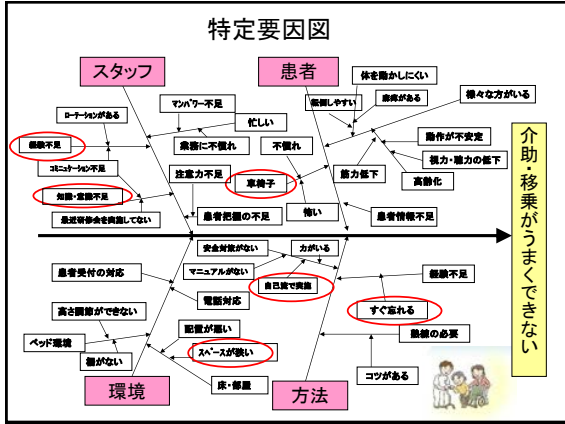 特定要因図
スタッフ
患者
体を動かしにくい
転倒しやすい
麻痺がある
様々な方がいる
ローテーションがある
マンパワー不足
忙しい
経験不足
業務に不慣れ
不慣れ
動作が不安定
視力・聴力の低下
コミュニケーション不足
注意力不足
車椅子
筋力低下
高齢化
知識・意識不足
最近研修会を実施してない
患者把握の不足
怖い
患者情報不足
介助・移乗がうまくできない
安全対策がない
力がいる
患者受付の対応
マニュアルがない
経験不足
自己流で実施
高さ調節ができない
電話対応
すぐ忘れる
配置が悪い
熟練の必要
ベッド環境
スペースが狭い
柵がない
コツがある
床・部屋
環境
方法